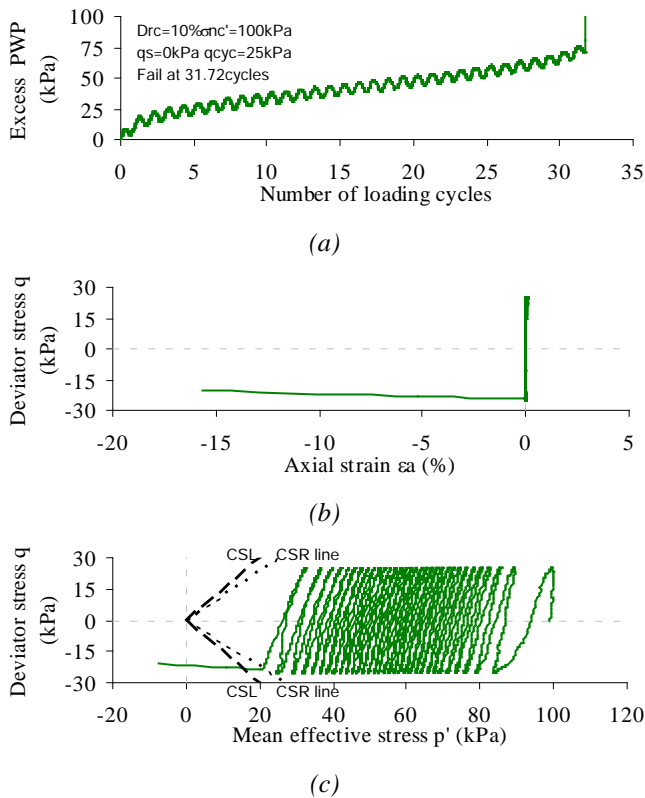 100
75
50
25
0
Excess PWP
(kPa)
Drc=10%σnc'=100kPa
qs=0kPa qcyc=25kPa
Fail at 31.72cycles
0 5 10 15 20 25 30 35
Number of loading cycles
(a)
30
15
0
-15
-30
Deviator stress q
(kPa)
-20 -15 -10 -5 0 5
Axial strain εa (%)
(b)
30
15
0
-15
-30
Deviator stress q
(kPa)
CSL CSR line
CSL CSR line
-20 0 20 40 60 80 100 120
Mean effective stress p' (kPa)
(c)